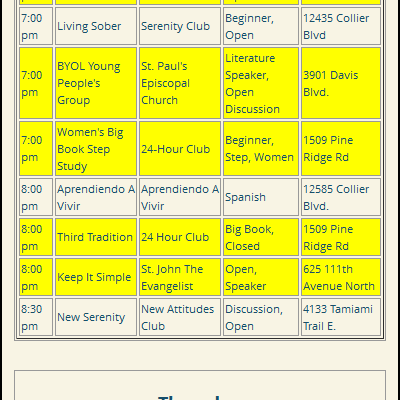 7:00 pm Living Sober Serenity Club Beginner, Open 12435 Collier Blvd
7:00 pm BYOL Young People's Group St. Paul's Episcopal Church Literature Speaker, Open Discussion 3901 Davis Blvd.
7:00 pm Women's Big Book Step Study 24-Hour Club Beginner, Step, Women 1509 Pine Ridge Rd
8:00 pm Aprendiendo A Vivir Aprendiendo A Vivir Spanish 12585 Collier Blvd.
8:00 pm Third Tradition 24 Hour Club Big Book, Closed 1509 Pine Ridge Rd
8:00 pm Keep It Simple St. John The Evangelist Open, Speaker 625 111th Avenue North
8:30 pm New Serenity New Attitudes Club Discussion, Open 4133 Tamiami Trail E.